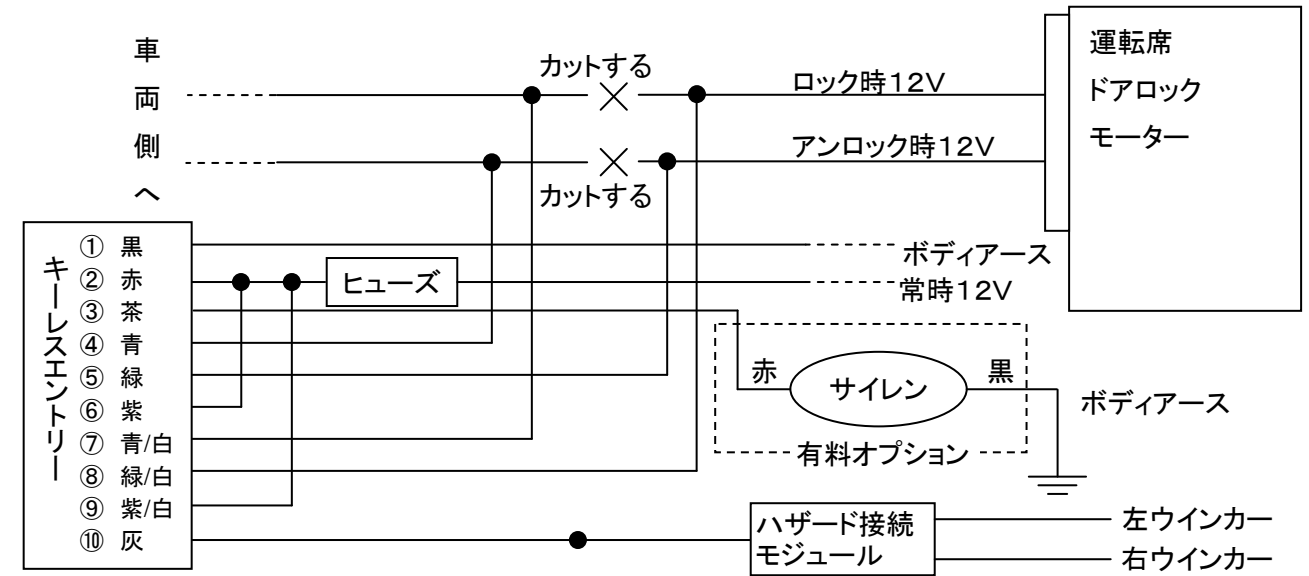 車両側へ
カットする
ロック時12V
運転席
ドアロック
モーター
アンロック時12V
カットする
キーレスエントリー
① 黒
② 赤
③ 茶
④ 青
⑤ 緑
⑥ 紫
⑦ 青/白
⑧ 緑/白
⑨ 紫/白
⑩ 灰
ヒューズ
ボディアース
常時12V
赤
サイレン
黒
有料オプション
ボディアース
ハザード接続
モジュール
左ウインカー
右ウインカー